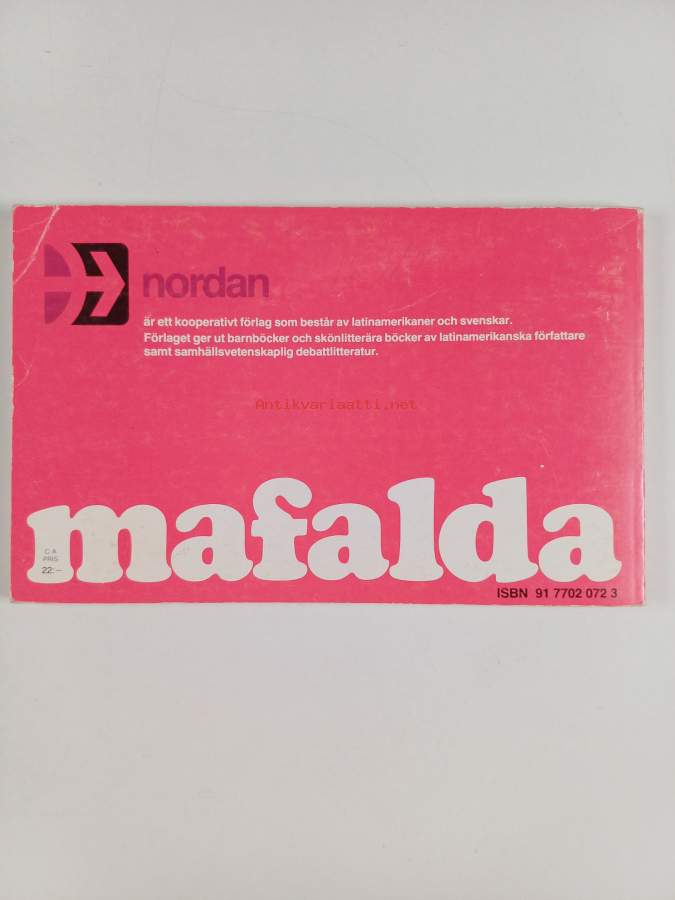 nordan
är ett kooperativt förlag som består av latinamerikaner och svenskar.
Förlaget ger ut barnböcker och skönlitterära böcker av latinamerikanska författare
samt samhällsvetenskaplig debattlitteratur.
Antikvariaatti.net
mafalda
C A
PRIS
22:-
ISBN 91 7702 072 3